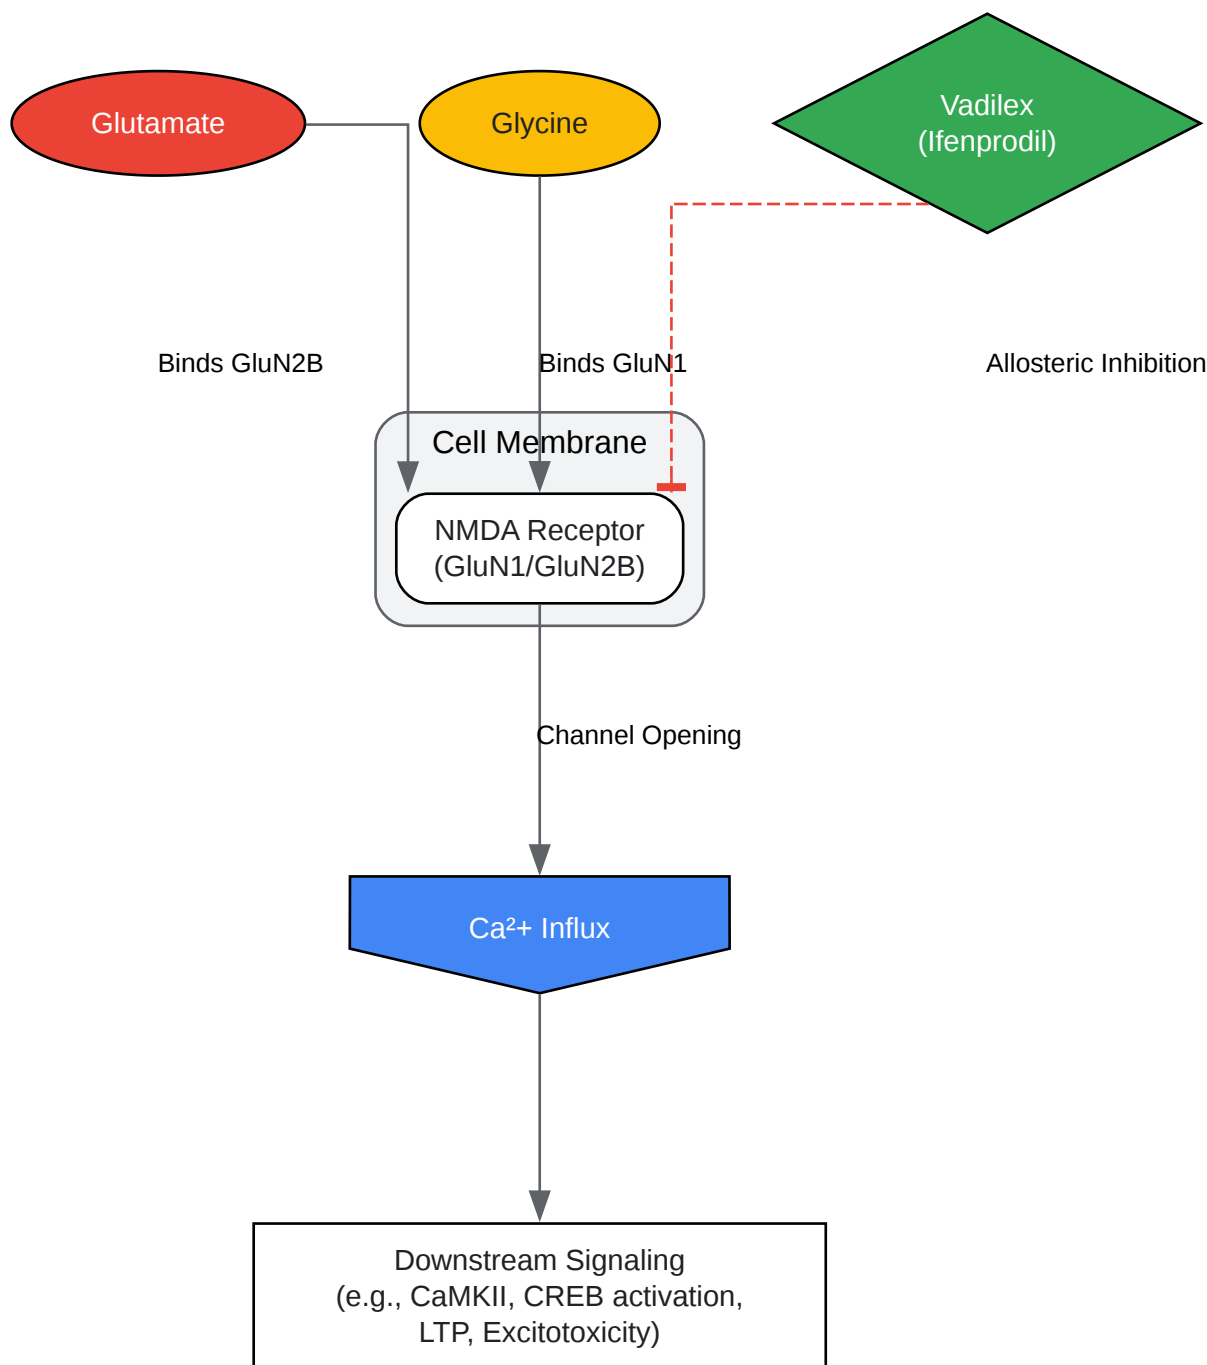 Glutamate
Glycine
Vadilex
(Ifenprodil)
Binds GluN2B
Binds GluN1
Allosteric Inhibition
Cell Membrane
NMDA Receptor
(GluN1/GluN2B)
Channel Opening
Ca²+ Influx
Downstream Signaling
(e.g., CaMKII, CREB activation,
LTP, Excitotoxicity)